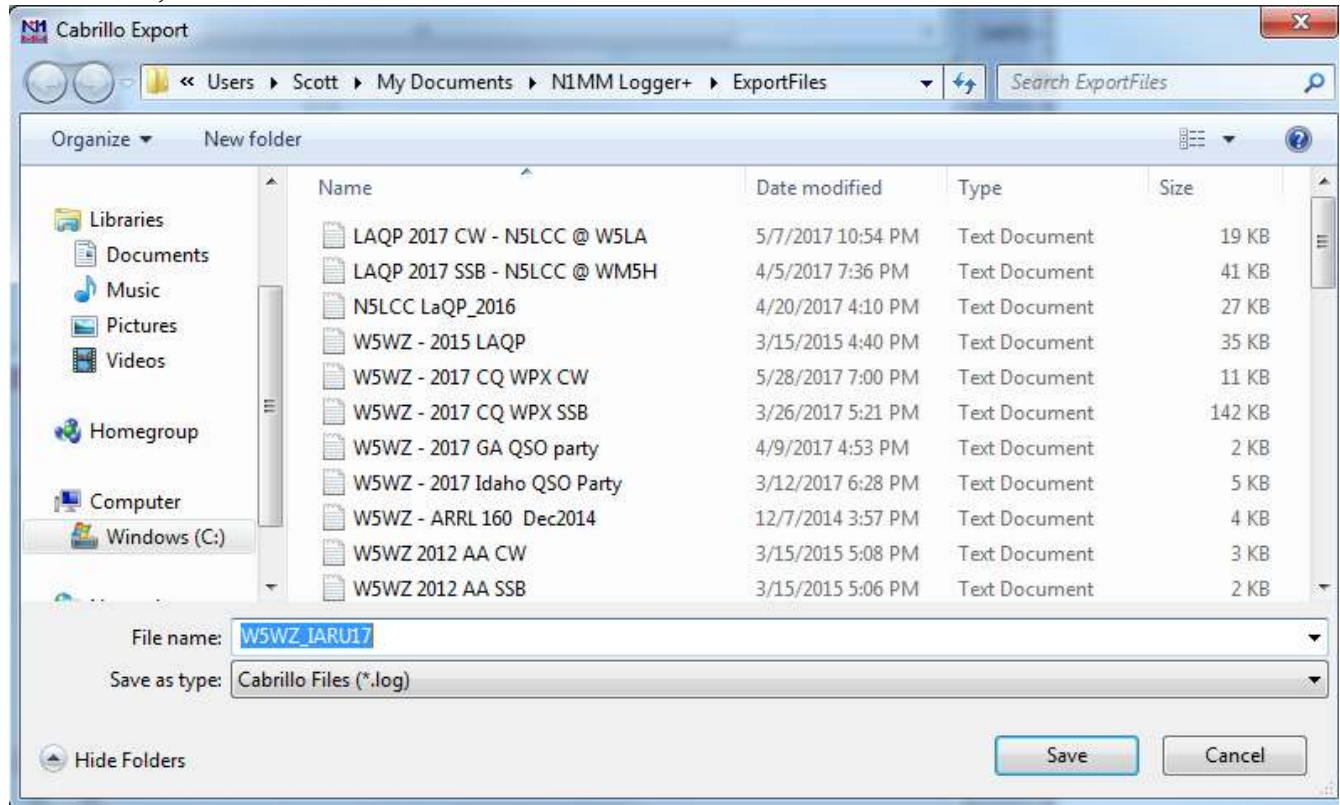 Cabrillo Export
« Users ▸ Scott ▸ My Documents ▸ N1MM Logger+ ▸ ExportFiles Search ExportFiles
Organize New folder
Name Date modified Type Size
Libraries
Documents
Music
Pictures
Videos
Homegroup
Computer
Windows (C:)
LAQP 2017 CW - N5LCC @ W5LA 5/7/2017 10:54 PM Text Document 19 KB
LAQP 2017 SSB - N5LCC @ WM5H 4/5/2017 7:36 PM Text Document 41 KB
N5LCC LaQP_2016 4/20/2017 4:10 PM Text Document 27 KB
W5WZ - 2015 LAQP 3/15/2015 4:40 PM Text Document 35 KB
W5WZ - 2017 CQ WPX CW 5/28/2017 7:00 PM Text Document 11 KB
W5WZ - 2017 CQ WPX SSB 3/26/2017 5:21 PM Text Document 142 KB
W5WZ - 2017 GA QSO party 4/9/2017 4:53 PM Text Document 2 KB
W5WZ - 2017 Idaho QSO Party 3/12/2017 6:28 PM Text Document 5 KB
W5WZ - ARRL 160 Dec2014 12/7/2014 3:57 PM Text Document 4 KB
W5WZ 2012 AA CW 3/15/2015 5:08 PM Text Document 3 KB
W5WZ 2012 AA SSB 3/15/2015 5:06 PM Text Document 2 KB
File name: W5WZ_IARU17
Save as type: Cabrillo Files (*.log)
Hide Folders Save Cancel